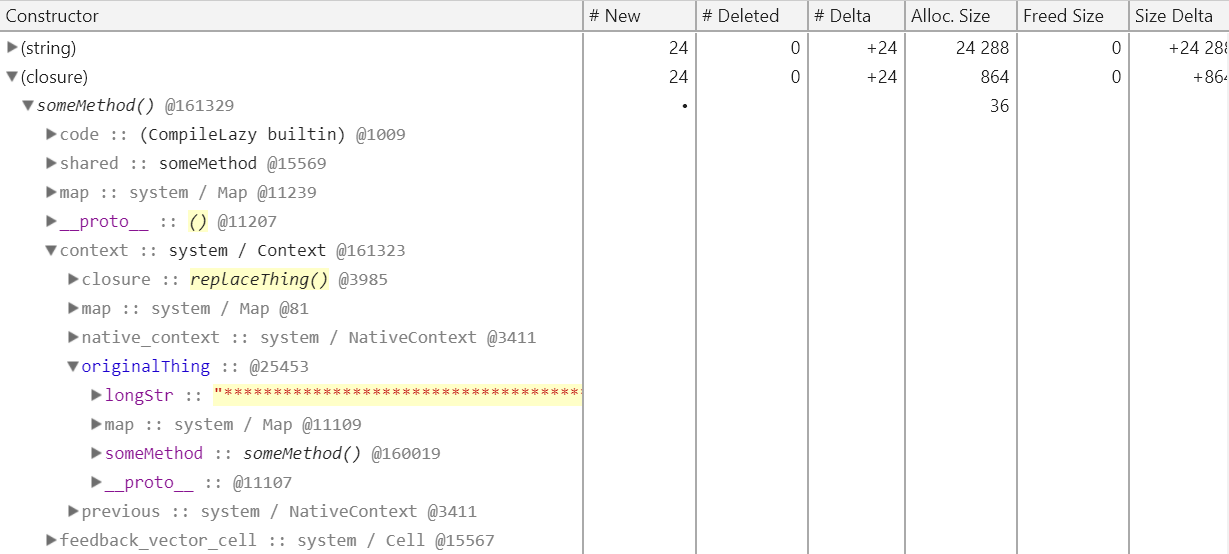 Constructor # New # Deleted # Delta Alloc. Size Freed Size Size Delta
(string) 24 0 +24 24 288 0 +24 288
(closure) 24 0 +24 864 0 +864
someMethod() @161329 • 36
code :: (CompileLazy builtin) @1009
shared :: someMethod @15569
map :: system / Map @11239
__proto__ :: () @11207
context :: system / Context @161323
closure :: replaceThing() @3985
map :: system / Map @81
native_context :: system / NativeContext @3411
originalThing :: @25453
longStr :: "*************************************
map :: system / Map @11109
someMethod :: someMethod() @160019
__proto__ :: @11107
previous :: system / NativeContext @3411
feedback_vector_cell :: system / Cell @15567